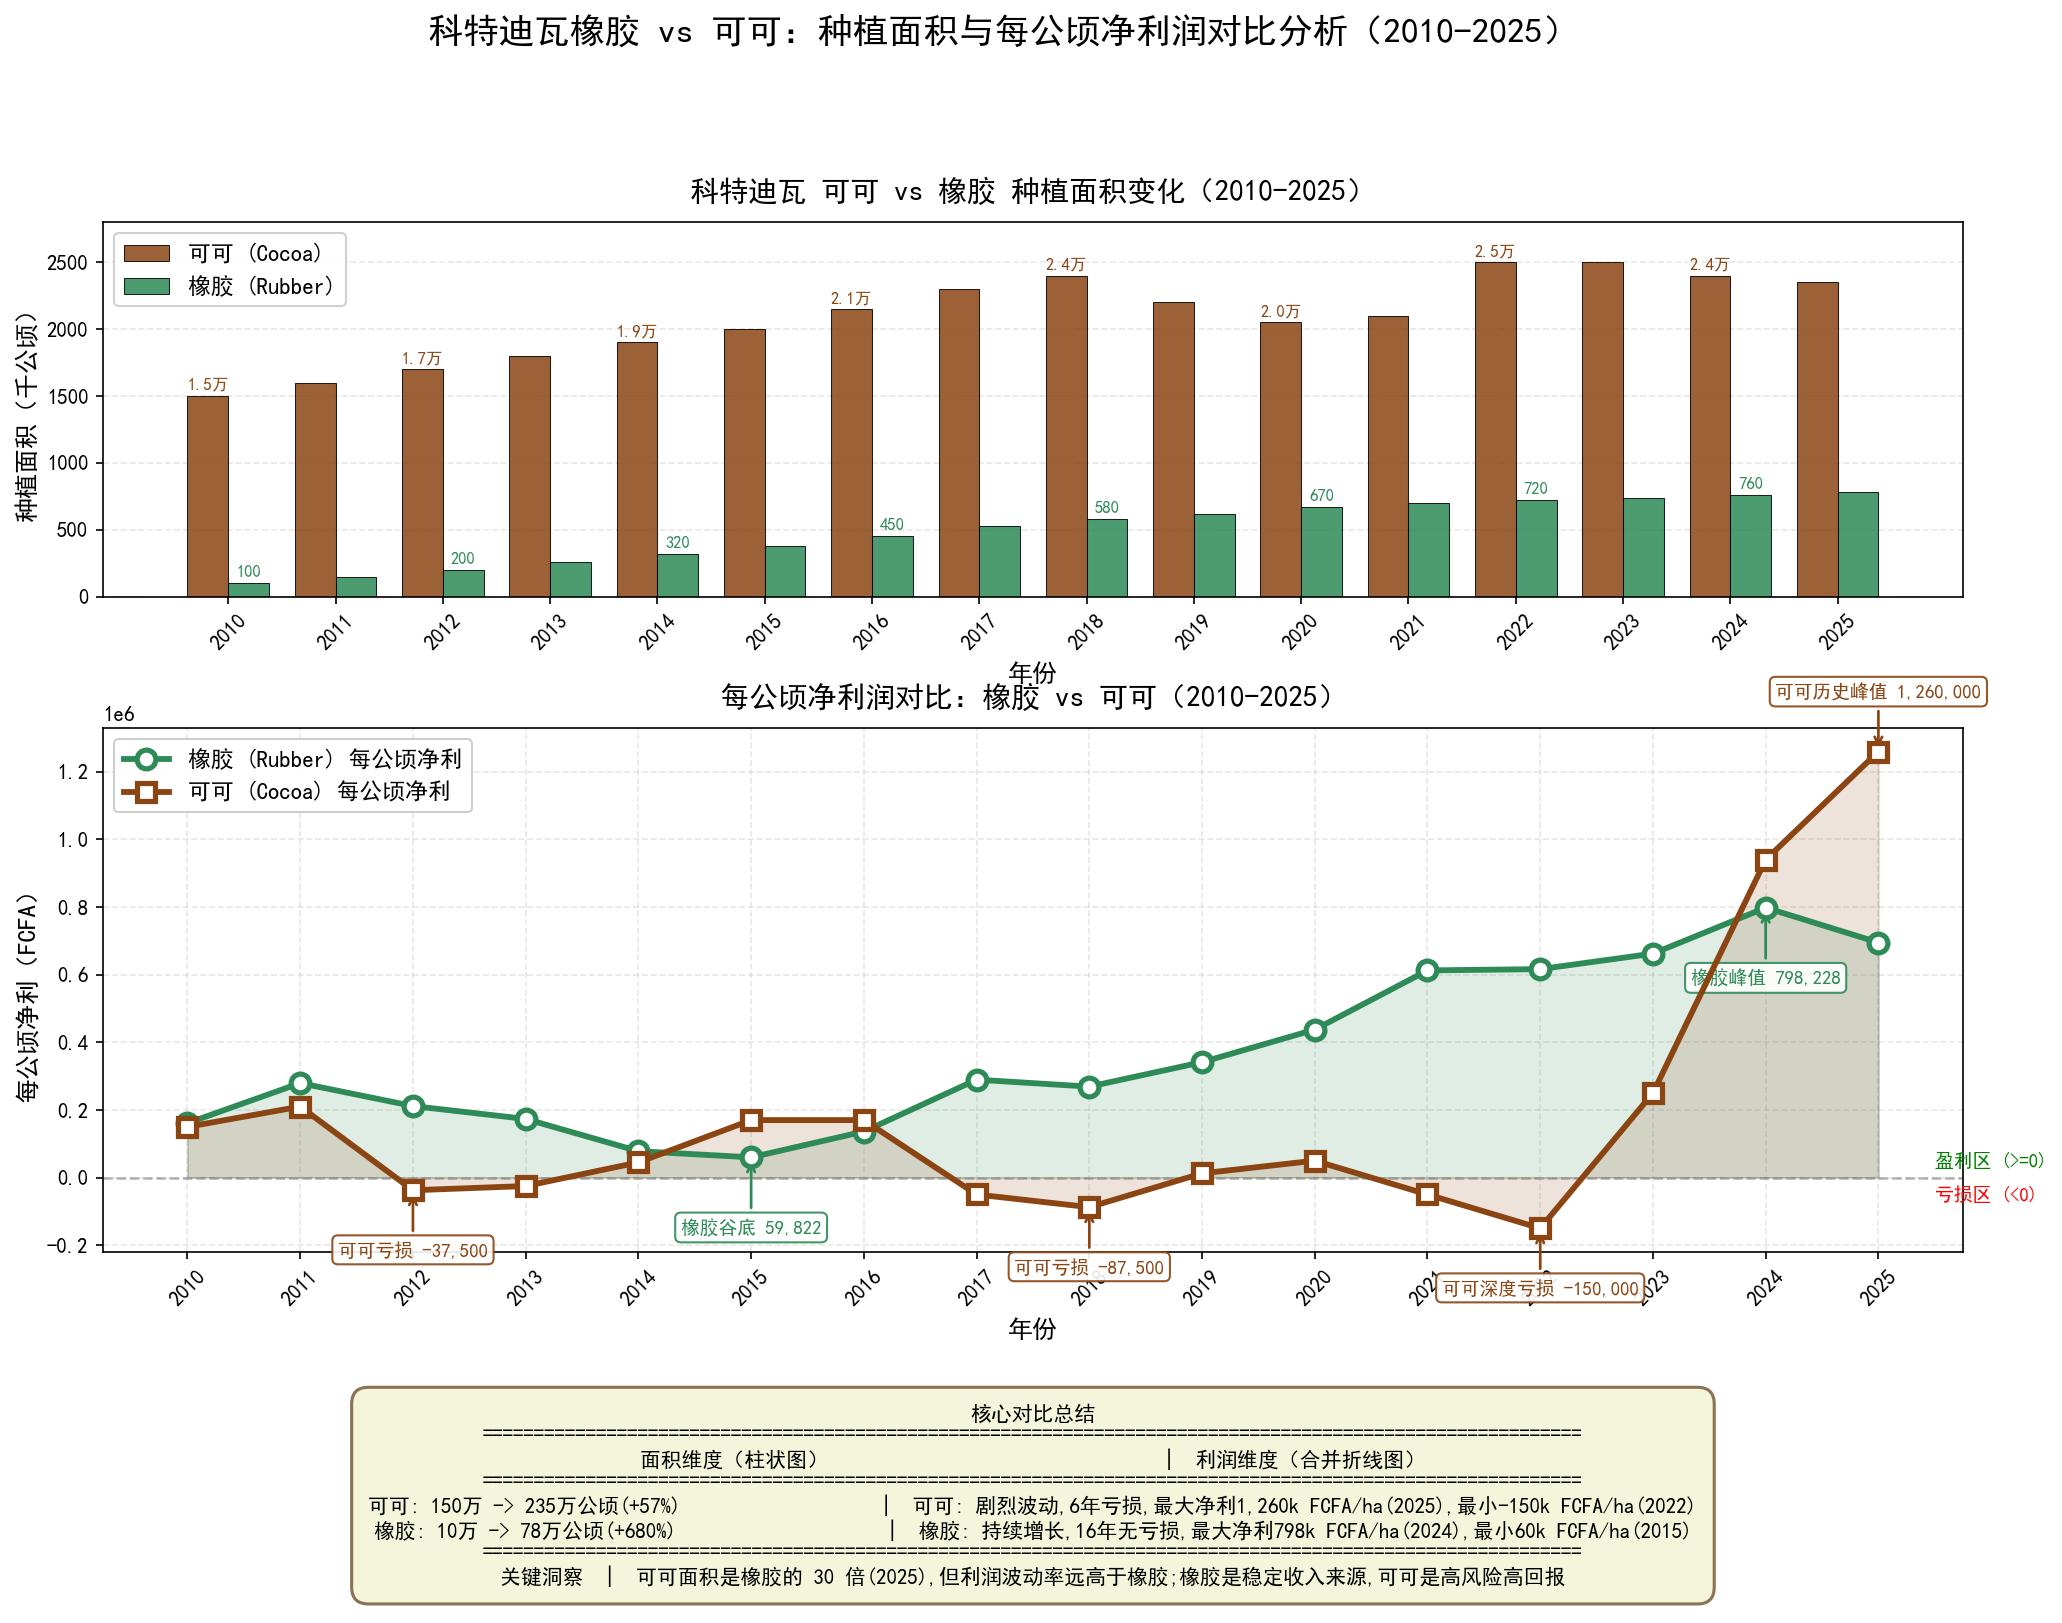 科特迪瓦橡胶 vs 可可：种植面积与每公顷净利润对比分析（2010-2025）
科特迪瓦 可可 vs 橡胶 种植面积变化（2010-2025）
可可 (Cocoa)
橡胶 (Rubber)
种植面积（千公顷）
2500
2000
1500
1000
500
0
1.5万
1.7万
1.9万
2.1万
2.4万
2.0万
2.5万
2.4万
100
200
320
450
580
670
720
760
2010
2011
2012
2013
2014
2015
2016
2017
2018
2019
2020
2021
2022
2023
2024
2025
年份
每公顷净利润对比：橡胶 vs 可可（2010-2025）
1e6
橡胶 (Rubber) 每公顷净利
可可 (Cocoa) 每公顷净利
每公顷净利（FCFA）
1.2
1.0
0.8
0.6
0.4
0.2
0.0
-0.2
可可历史峰值 1,260,000
橡胶峰值 798,228
盈利区 (>=0)
亏损区 (<0)
橡胶谷底 59,822
可可亏损 -37,500
可可亏损 -87,500
可可深度亏损 -150,000
2010
2011
2012
2013
2014
2015
2016
2017
2019
2020
2023
2024
2025
年份
核心对比总结
面积维度（柱状图） | 利润维度（合并折线图）
可可: 150万 -> 235万公顷(+57%) | 可可: 剧烈波动,6年亏损,最大净利1,260k FCFA/ha(2025),最小-150k FCFA/ha(2022)
橡胶: 10万 -> 78万公顷(+680%) | 橡胶: 持续增长,16年无亏损,最大净利798k FCFA/ha(2024),最小60k FCFA/ha(2015)
关键洞察 | 可可面积是橡胶的 30 倍(2025),但利润波动率远高于橡胶;橡胶是稳定收入来源,可可是高风险高回报